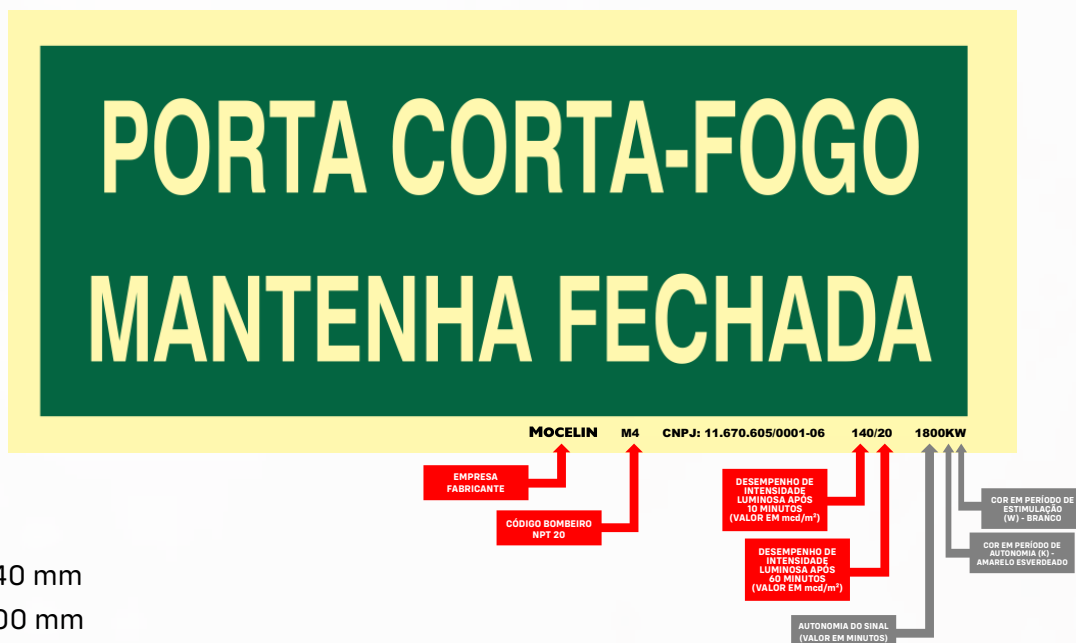 PORTA CORTA-FOGO
MANTENHA FECHADA
MOCELIN M4 CNPJ: 11.670.605/0001-06 140/20 1800KW
EMPRESA
FABRICANTE
CÓDIGO BOMBEIRO
NPT 20
DESEMPENHO DE
INTENSIDADE
LUMINOSA APÓS
10 MINUTOS
(VALOR EM mcd/m²)
DESEMPENHO DE
INTENSIDADE
LUMINOSA APÓS
60 MINUTOS
(VALOR EM mcd/m²)
COR EM PERÍODO DE
ESTIMULAÇÃO
(W) - BRANCO
COR EM PERÍODO DE
AUTONOMIA (K) -
AMARELO ESVERDEADO
AUTONOMIA DO SINAL
(VALOR EM MINUTOS)
40 mm
00 mm